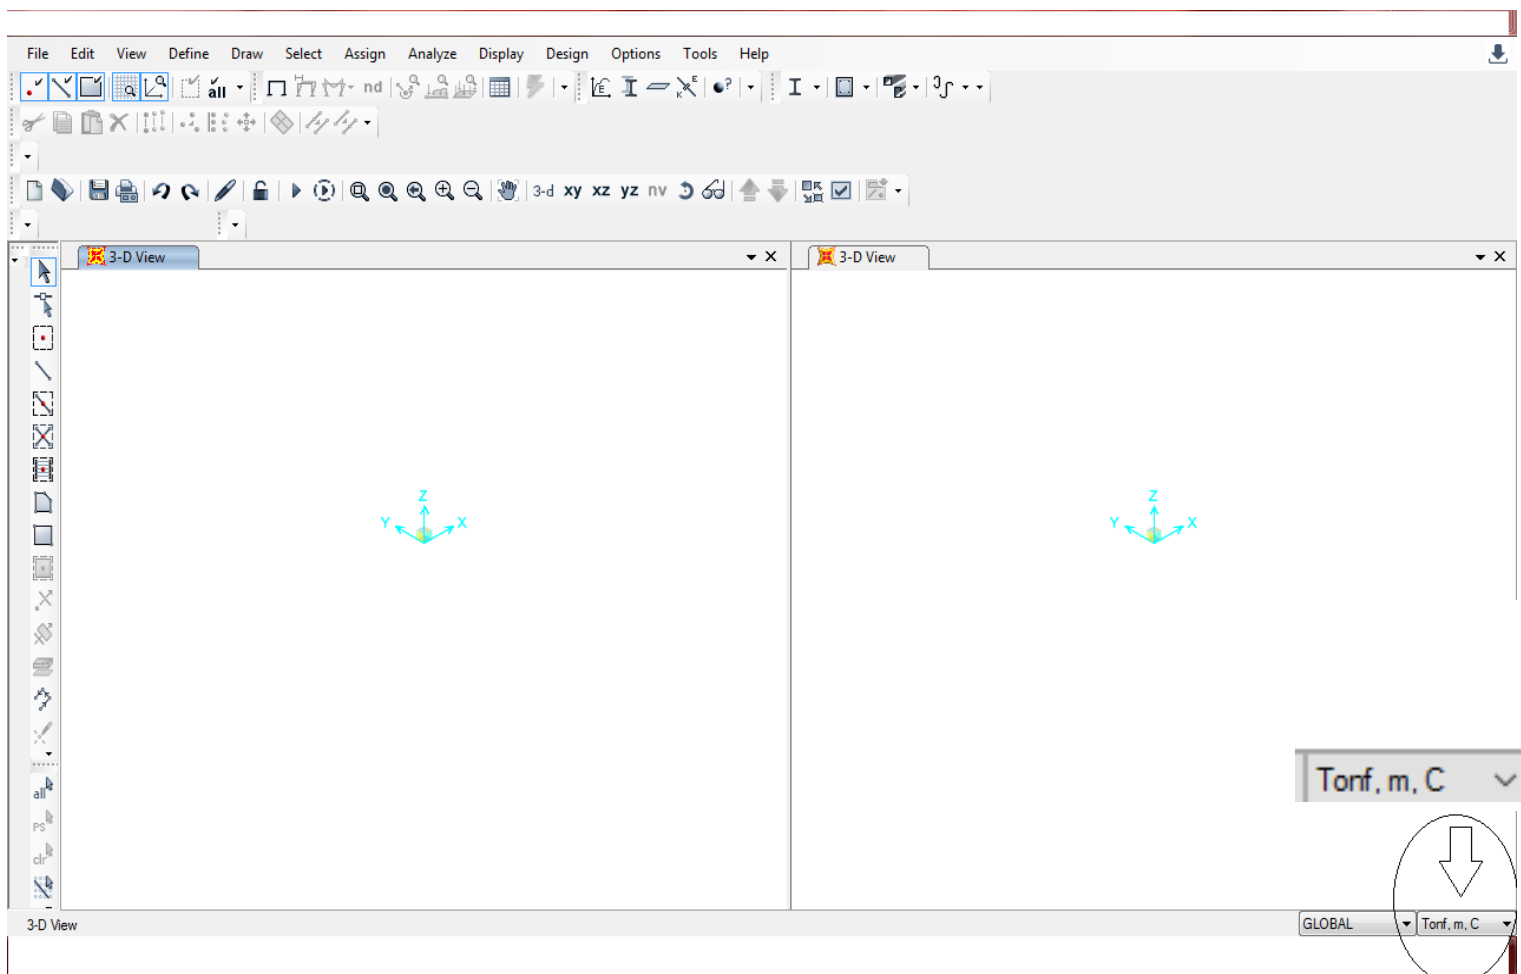 File Edit View Define Draw Select Assign Analyze Display Design Options Tools Help
all nd
3-d xy xz yz nv
3-D View
3-D View
Z
Y X
Z
Y X
all
PS
clr
Tonf, m, C
3-D View
GLOBAL
Tonf, m, C